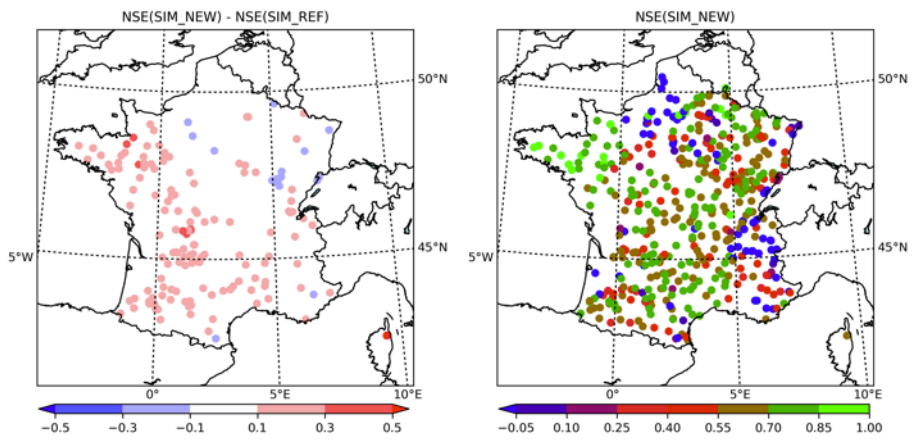 NSE(SIM_NEW) - NSE(SIM_REF)
NSE(SIM_NEW)
50°N
50°N
5°W
45°N
5°W
45°N
0°
5°E
10°E
0°
5°E
10°E
−0.5
−0.3
−0.1
0.1
0.3
0.5
−0.05
0.10
0.25
0.55
0.70
0.85
1.00